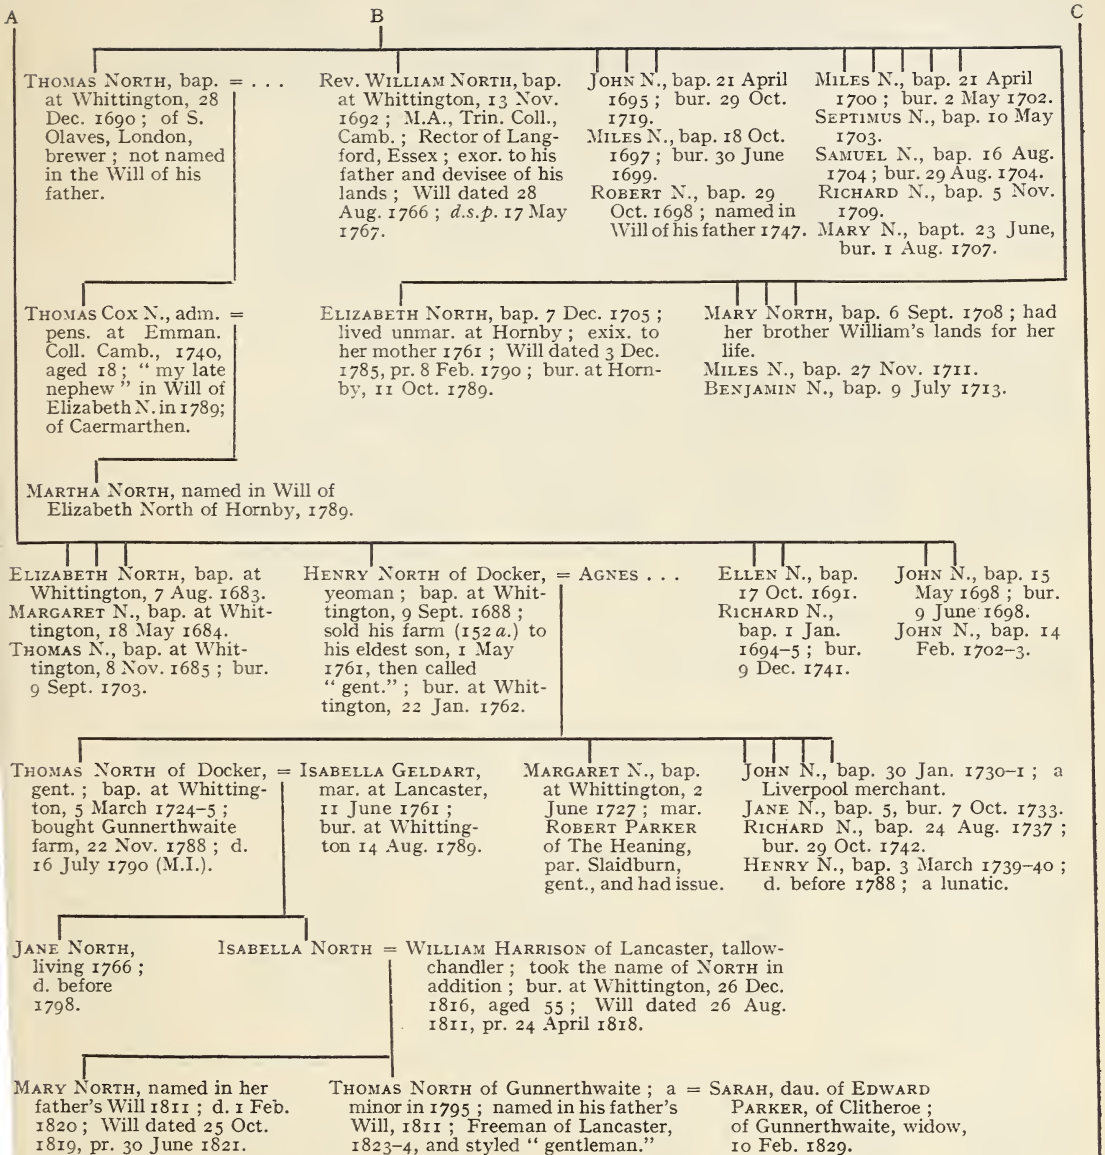 A
B
C
THOMAS NORTH, bap. = . . .
at Whittington, 28
Dec. 1690 ; of S.
Olaves, London,
brewer ; not named
in the Will of his
father.
Rev. WILLIAM NORTH, bap.
at Whittington, 13 Nov.
1692 ; M.A., Trin. Coll.,
Camb. ; Rector of Lang-
ford, Essex ; exor. to his
father and devisee of his
lands ; Will dated 28
Aug. 1766 ; d.s.p. 17 May
1767.
JOHN N., bap. 21 April
1695 ; bur. 29 Oct.
1719.
MILES N., bap. 18 Oct.
1697 ; bur. 30 June
1699.
ROBERT N., bap. 29
Oct. 1698 ; named in
Will of his father 1747.
MILES N., bap. 21 April
1700 ; bur. 2 May 1702.
SEPTIMUS N., bap. 10 May
1703.
SAMUEL N., bap. 16 Aug.
1704 ; bur. 29 Aug. 1704.
RICHARD N., bap. 5 Nov.
1709.
MARY N., bapt. 23 June,
bur. 1 Aug. 1707.
THOMAS COX N., adm. =
pens. at Emman.
Coll. Camb., 1740,
aged 18 ; “ my late
nephew ” in Will of
Elizabeth N. in 1789;
of Caermarthen.
ELIZABETH NORTH, bap. 7 Dec. 1705 ;
lived unmar. at Hornby ; exix. to
her mother 1761 ; Will dated 3 Dec.
1785, pr. 8 Feb. 1790 ; bur. at Horn-
by, 11 Oct. 1789.
MARY NORTH, bap. 6 Sept. 1708 ; had
her brother William's lands for her
life.
MILES N., bap. 27 Nov. 1711.
BENJAMIN N., bap. 9 July 1713.
MARTHA NORTH, named in Will of
Elizabeth North of Hornby, 1789.
ELIZABETH NORTH, bap. at
Whittington, 7 Aug. 1683.
MARGARET N., bap. at Whit-
tington, 18 May 1684.
THOMAS N., bap. at Whit-
tington, 8 Nov. 1685 ; bur.
9 Sept. 1703.
HENRY NORTH of Docker, = AGNES . . .
yeoman ; bap. at Whit-
tington, 9 Sept. 1688 ;
sold his farm (152 a.) to
his eldest son, 1 May
1761, then called
“ gent.” ; bur. at Whit-
tington, 22 Jan. 1762.
ELLEN N., bap.
17 Oct. 1691.
RICHARD N.,
bap. 1 Jan.
1694-5 ; bur.
9 Dec. 1741.
JOHN N., bap. 15
May 1698 ; bur.
9 June 1698.
JOHN N., bap. 14
Feb. 1702-3.
THOMAS NORTH of Docker, =
gent. ; bap. at Whitting-
ton, 5 March 1724-5 ;
bought Gunnerthwaite
farm, 22 Nov. 1788 ; d.
16 July 1790 (M.I.).
ISABELLA GELDART,
mar. at Lancaster,
11 June 1761 ;
bur. at Whitting-
ton 14 Aug. 1789.
MARGARET N., bap.
at Whittington, 2
June 1727 ; mar.
ROBERT PARKER
of The Heaning,
par. Slaidburn,
gent., and had issue.
JOHN N., bap. 30 Jan. 1730-1 ; a
Liverpool merchant.
JANE N., bap. 5, bur. 7 Oct. 1733.
RICHARD N., bap. 24 Aug. 1737 ;
bur. 29 Oct. 1742.
HENRY N., bap. 3 March 1739-40 ;
d. before 1788 ; a lunatic.
JANE NORTH,
living 1766 ;
d. before
1798.
ISABELLA NORTH = WILLIAM HARRISON of Lancaster, tallow-
chandler ; took the name of NORTH in
addition ; bur. at Whittington, 26 Dec.
1816, aged 55 ; Will dated 26 Aug.
1811, pr. 24 April 1818.
MARY NORTH, named in her
father's Will 1811 ; d. 1 Feb.
1820 ; Will dated 25 Oct.
1819, pr. 30 June 1821.
THOMAS NORTH of Gunnerthwaite ; a =
minor in 1795 ; named in his father's
Will, 1811 ; Freeman of Lancaster,
1823-4, and styled “ gentleman.”
SARAH, dau. of EDWARD
PARKER, of Clitheroe ;
of Gunnerthwaite, widow,
10 Feb. 1829.